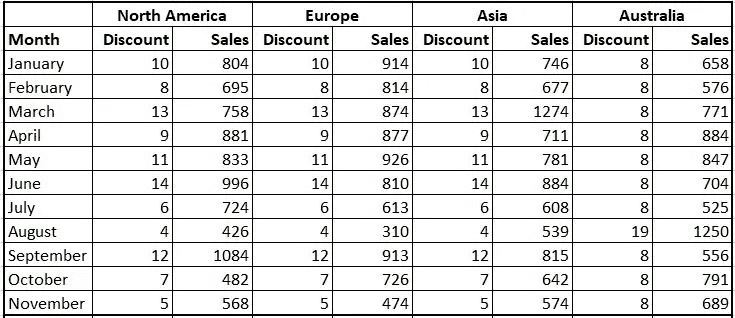 North America Europe Asia Australia
Month Discount Sales Discount Sales Discount Sales Discount Sales
January 10 804 10 914 10 746 8 658
February 8 695 8 814 8 677 8 576
March 13 758 13 874 13 1274 8 771
April 9 881 9 877 9 711 8 884
May 11 833 11 926 11 781 8 847
June 14 996 14 810 14 884 8 704
July 6 724 6 613 6 608 8 525
August 4 426 4 310 4 539 19 1250
September 12 1084 12 913 12 815 8 556
October 7 482 7 726 7 642 8 791
November 5 568 5 474 5 574 8 689